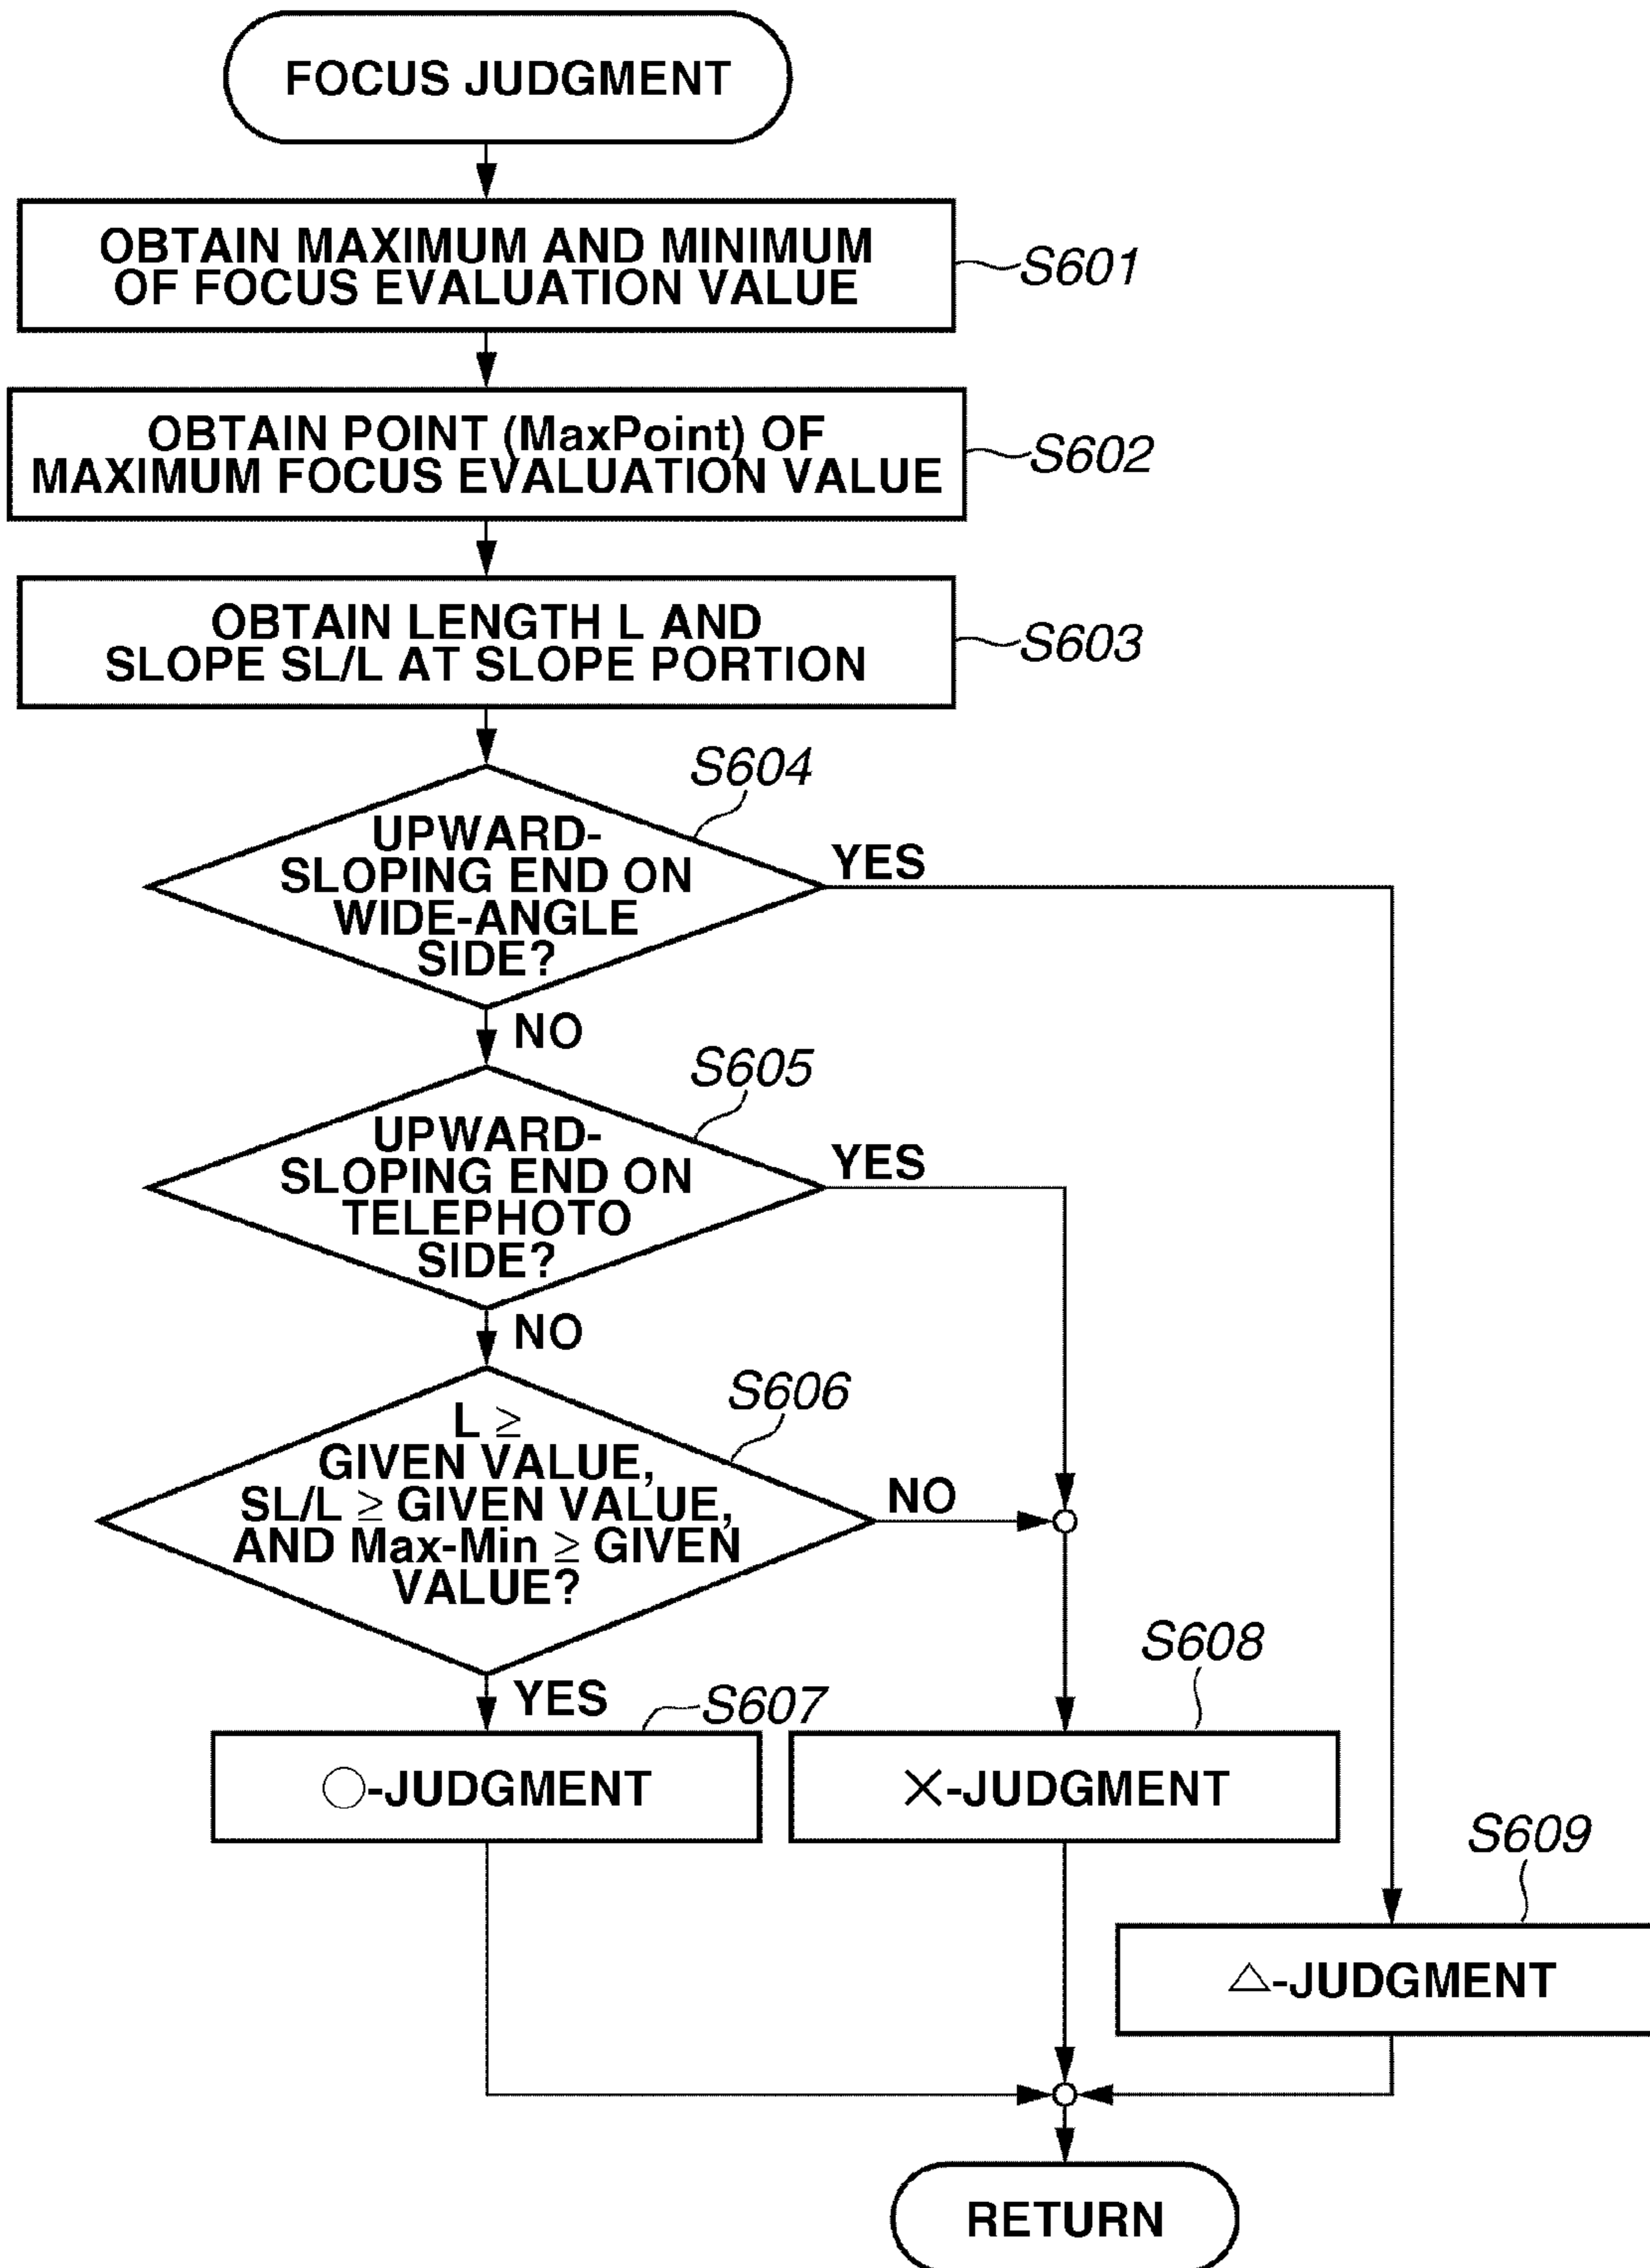 FOCUS JUDGMENT
OBTAIN MAXIMUM AND MINIMUM
OF FOCUS EVALUATION VALUE
S601
OBTAIN POINT (MaxPoint) OF
MAXIMUM FOCUS EVALUATION VALUE
S602
OBTAIN LENGTH L AND
SLOPE SL/L AT SLOPE PORTION
S603
S604
UPWARD-
SLOPING END ON
WIDE-ANGLE
SIDE?
YES
NO
S605
UPWARD-
SLOPING END ON
TELEPHOTO
SIDE?
YES
NO
S606
L ≥
GIVEN VALUE,
SL/L ≥ GIVEN VALUE,
AND Max-Min ≥ GIVEN
VALUE?
NO
YES
S607
○-JUDGMENT
S608
×-JUDGMENT
S609
△-JUDGMENT
RETURN